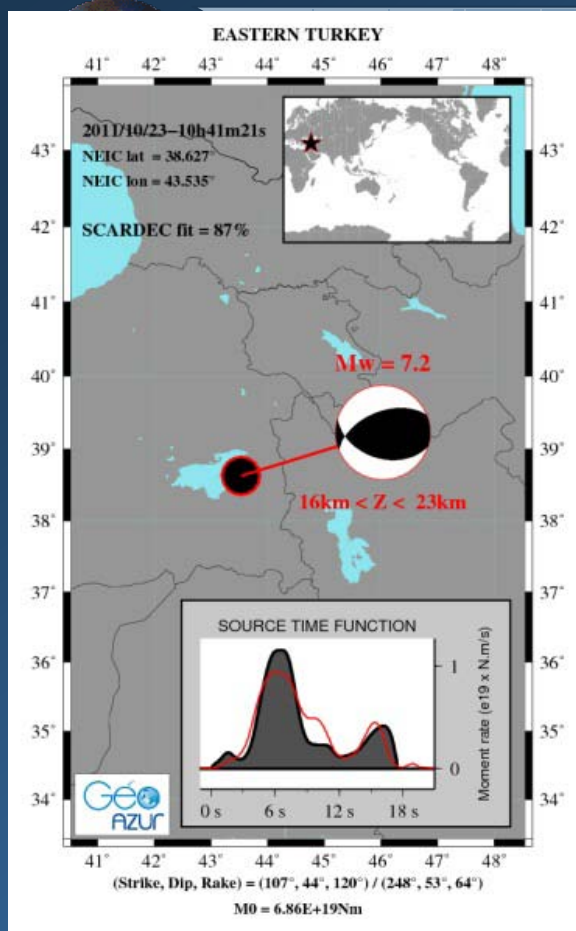 EASTERN TURKEY
41° 42° 43° 44° 45° 46° 47° 48°
2011/10/23–10h41m21s
NEIC lat = 38.627°
NEIC lon = 43.535°
SCARDEC fit = 87%
43° 43°
42° 42°
41° 41°
40° 40°
Mw = 7.2
39° 39°
16km < Z < 23km
38° 38°
37° 37°
SOURCE TIME FUNCTION
36° 36°
1
35° 35°
Moment rate (e19 x N.m/s)
0
34° 34°
Géo
AZUR
0 s 6 s 12 s 18 s
41° 42° 43° 44° 45° 46° 47° 48°
(Strike, Dip, Rake) = (107°, 44°, 120°) / (248°, 53°, 64°)
M0 = 6.86E+19Nm